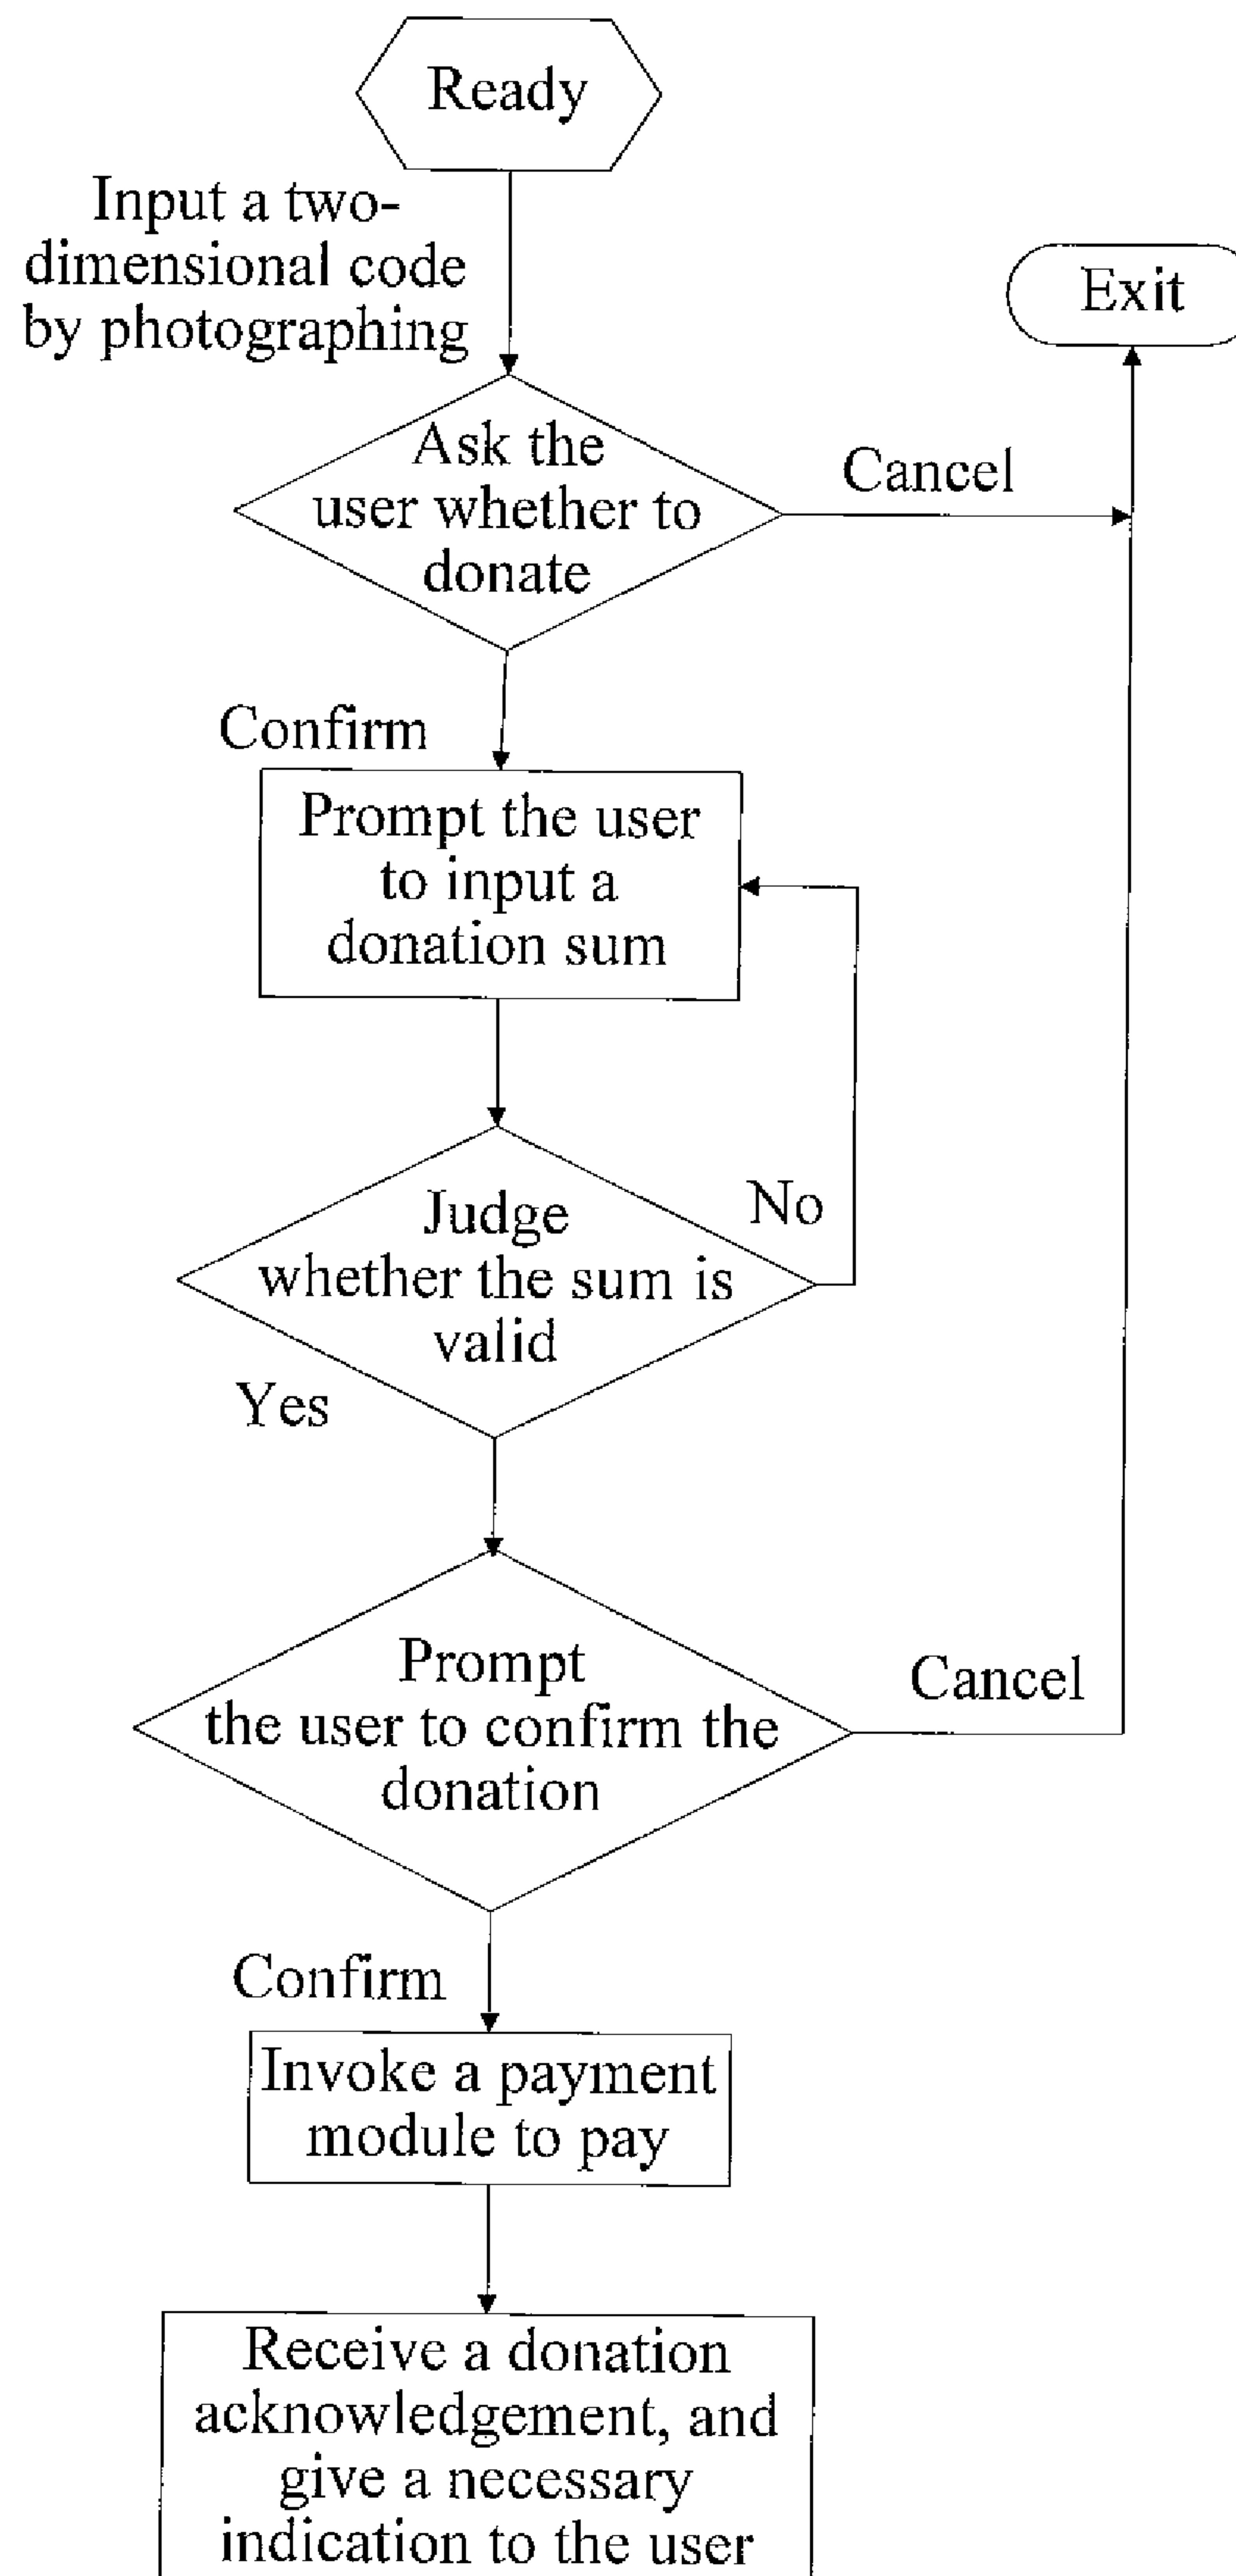 Ready
Input a two-
dimensional code
by photographing
Exit
Ask the
user whether to
donate
Cancel
Confirm
Prompt the user
to input a
donation sum
Judge
whether the sum is
valid
No
Yes
Prompt
the user to confirm the
donation
Cancel
Confirm
Invoke a payment
module to pay
Receive a donation
acknowledgement, and
give a necessary
indication to the user